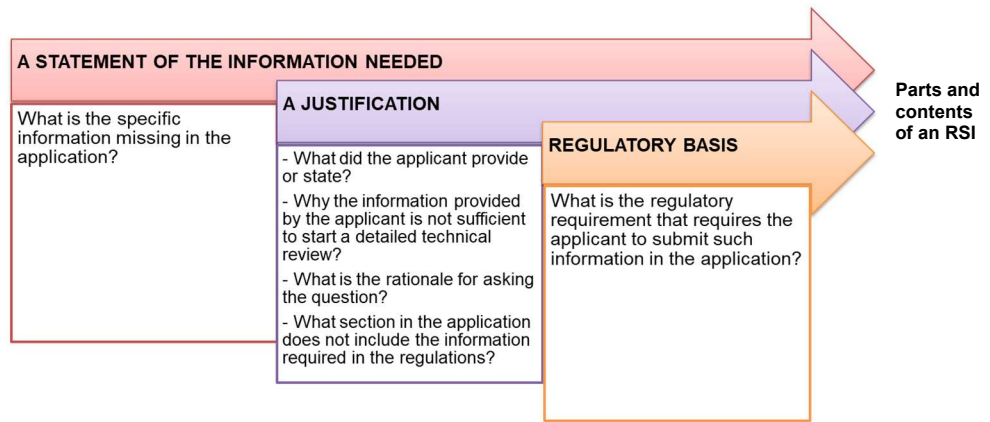 A STATEMENT OF THE INFORMATION NEEDED
What is the specific
information missing in the
application?
A JUSTIFICATION
- What did the applicant provide
or state?
- Why the information provided
by the applicant is not sufficient
to start a detailed technical
review?
- What is the rationale for asking
the question?
- What section in the application
does not include the information
required in the regulations?
REGULATORY BASIS
What is the regulatory
requirement that requires the
applicant to submit such
information in the application?
Parts and
contents
of an RSI